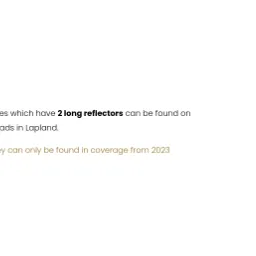 es which have 2 long reflectors can be found on
ads in Lapland.
y can only be found in coverage from 2023